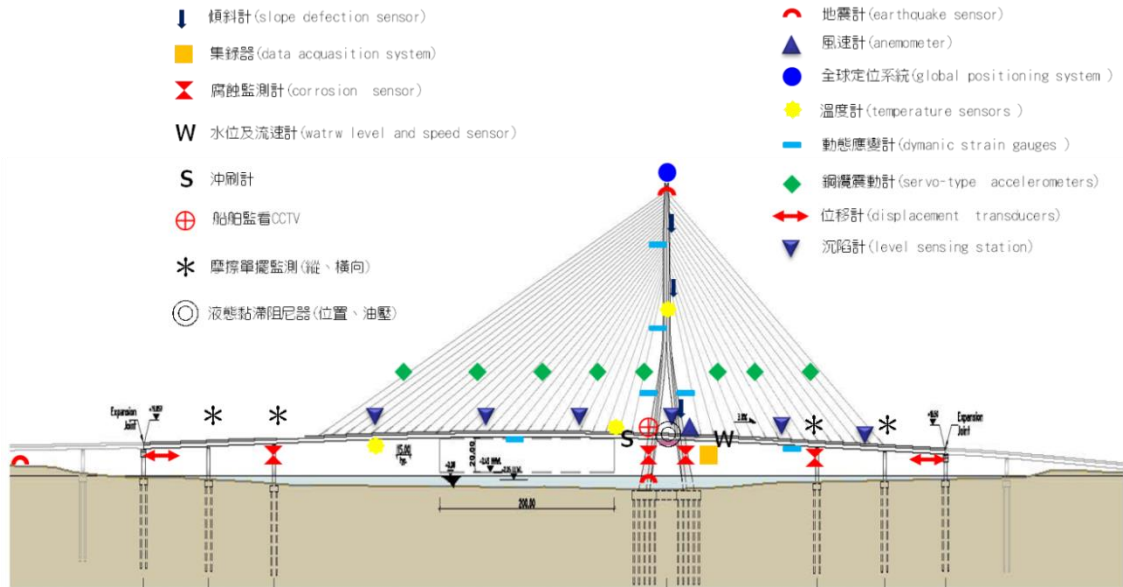 傾斜計(slope defection sensor)
集錄器(data acquasition system)
腐蝕監測計(corrosion sensor)
W 水位及流速計(watrw level and speed sensor)
S 沖刷計
船舶監看CCTV
摩擦單擺監測(縱、橫向)
液態黏滯阻尼器(位置、油壓)
地震計(earthquake sensor)
風速計(anemometer)
全球定位系統(global positioning system )
溫度計(temperature sensors )
動態應變計(dymanic strain gauges )
鋼纜震動計(servo-type accelerometers)
位移計(displacement transducers)
沉陷計(level sensing station)
Expansion
Joint
S
W
Expansion
Joint
20.00
200.00